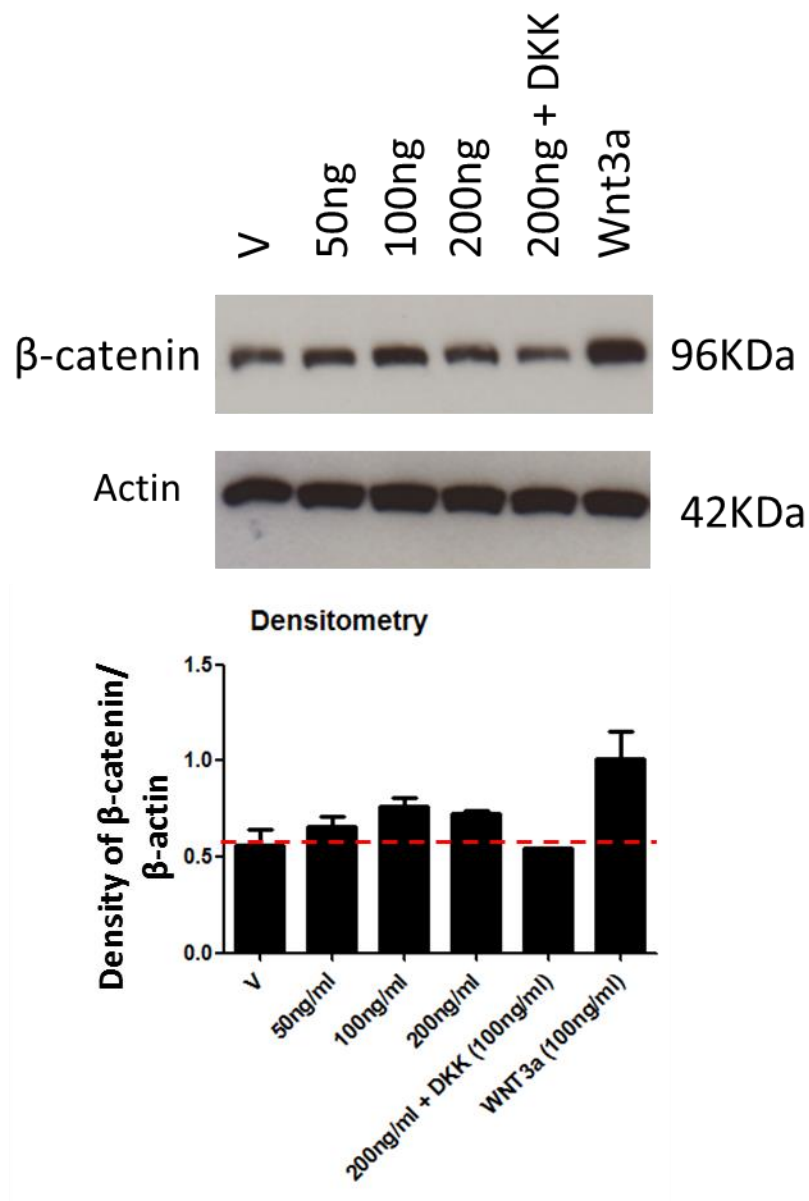 V
50ng
100ng
200ng
200ng + DKK
Wnt3a
β-catenin
96KDa
Actin
42KDa
Densitometry
Density of β-catenin/
β-actin
1.5
1.0
0.5
0.0
V
50ng/ml
100ng/ml
200ng/ml
200ng/ml + DKK (100ng/ml)
WNT3a (100ng/ml)